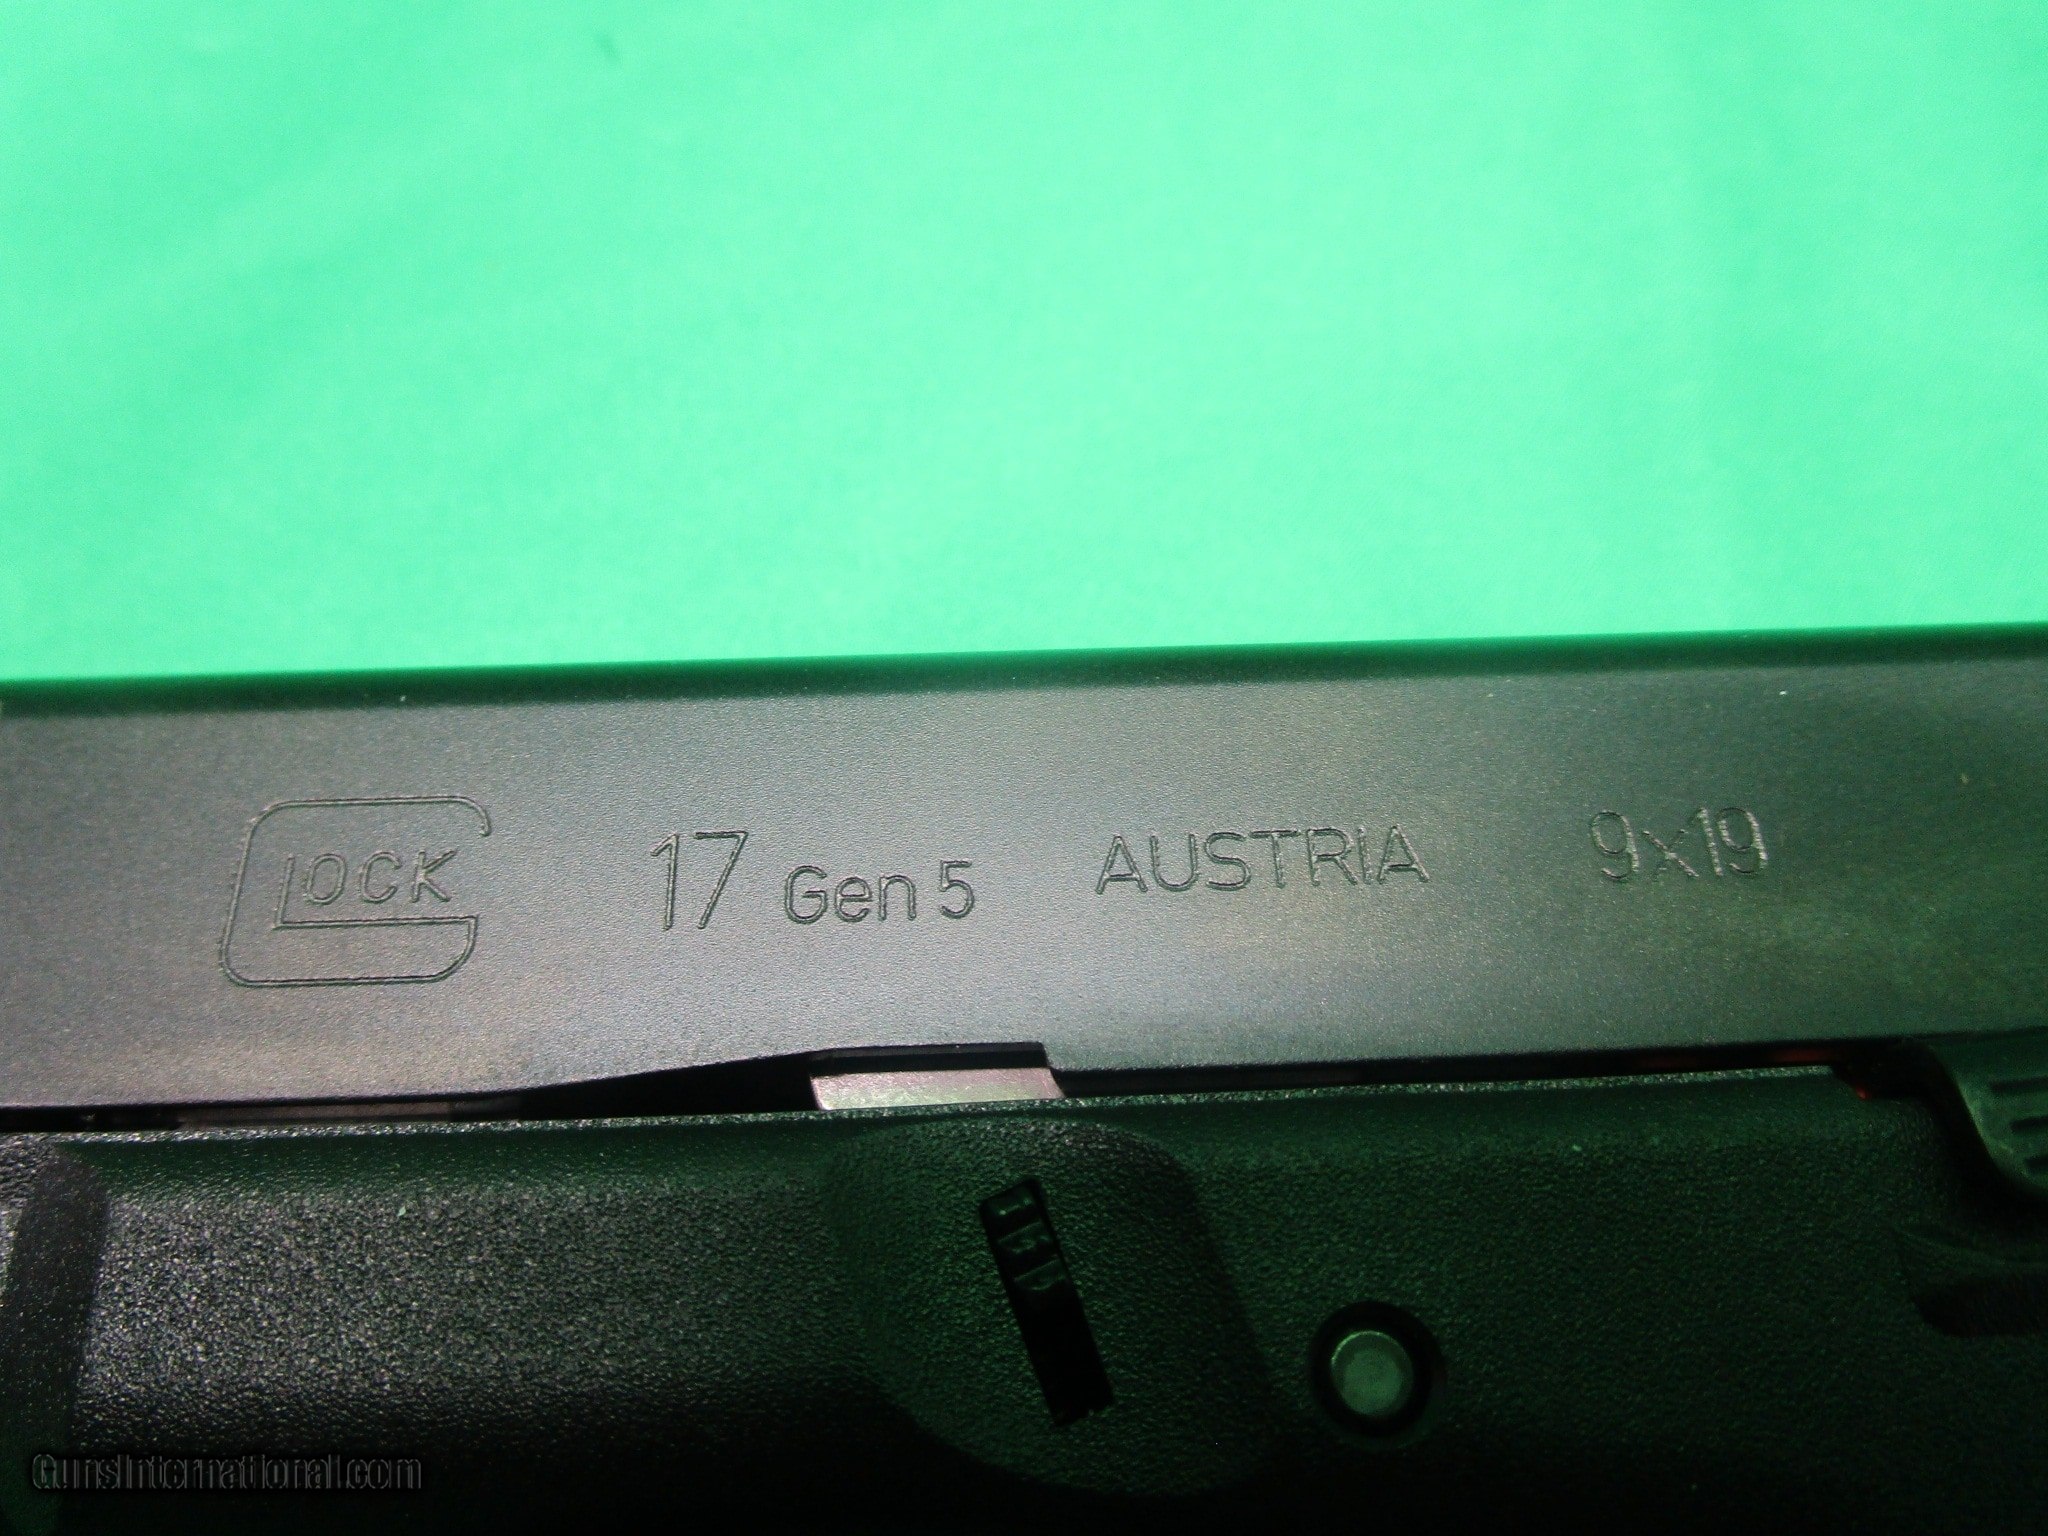 GLOCK 17 Gen 5 AUSTRIA 9x19
GunsInternational.com